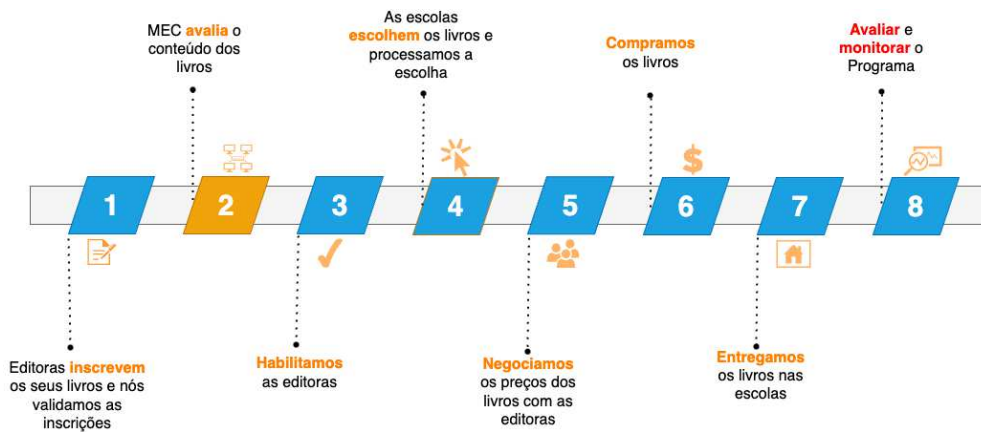 MEC avalia o
conteúdo dos
livros
As escolas
escolhem os livros e
processamos a
escolha
Compramos
os livros
Avaliar e
monitorar o
Programa
1
2
3
4
5
6
7
8
$
Editoras inscrevem
os seus livros e nós
validamos as
inscrições
Habilitamos
as editoras
Negociamos
os preços dos
livros com as
editoras
Entregamos
os livros nas
escolas